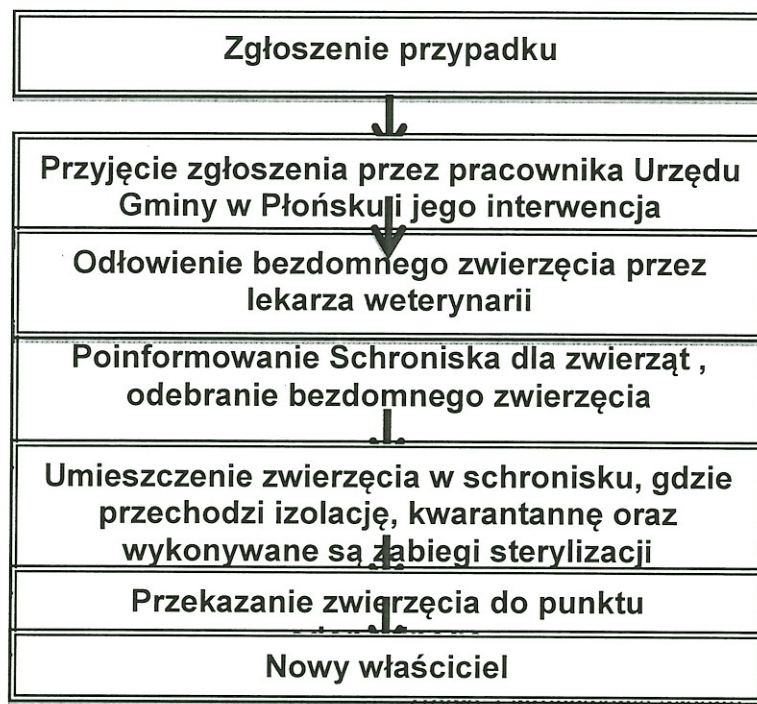 Zgłoszenie przypadku
Przyjęcie zgłoszenia przez pracownika Urzędu
Gminy w Płońsku i jego interwencja
Odłowienie bezdomnego zwierzęcia przez
lekarza weterynarii
Poinformowanie Schroniska dla zwierząt ,
odebranie bezdomnego zwierzęcia
Umieszczenie zwierzęcia w schronisku, gdzie
przechodzi izolację, kwarantannę oraz
wykonywane są zabiegi sterylizacji
Przekazanie zwierzęcia do punktu
Nowy właściciel